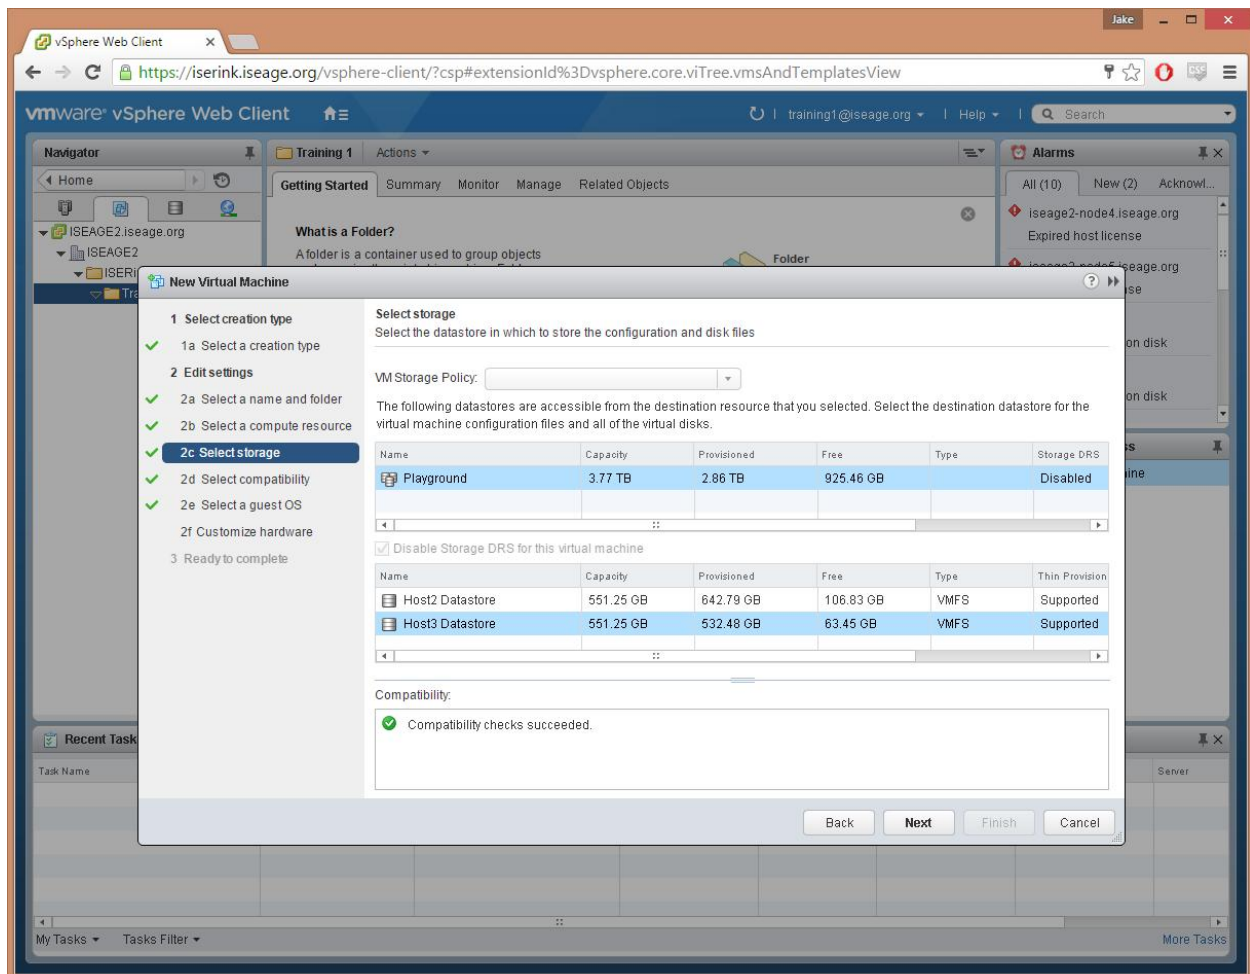 Jake
vSphere Web Client
https://iserink.iseage.org/vsphere-client/?csp#extensionId%3Dvsphere.core.viTree.vmsAndTemplatesView
vmware® vSphere Web Client
training1@iseage.org
Help
Search
Navigator
Home
ISEAGE2.iseage.org
ISEAGE2
ISERi
Tra
Training 1
Actions
Getting Started
Summary
Monitor
Manage
Related Objects
What is a Folder?
A folder is a container used to group objects
Folder
Alarms
All (10)
New (2)
Acknowl...
iseage2-node4.iseage.org
Expired host license
iseage2-node5.iseage.org
nse
on disk
on disk
ss
ine
New Virtual Machine
1 Select creation type
1a Select a creation type
2 Edit settings
2a Select a name and folder
2b Select a compute resource
2c Select storage
2d Select compatibility
2e Select a guest OS
2f Customize hardware
3 Ready to complete
Select storage
Select the datastore in which to store the configuration and disk files
VM Storage Policy:
The following datastores are accessible from the destination resource that you selected. Select the destination datastore for the
virtual machine configuration files and all of the virtual disks.
Name Capacity Provisioned Free Type Storage DRS
Playground 3.77 TB 2.86 TB 925.46 GB Disabled
Disable Storage DRS for this virtual machine
Name Capacity Provisioned Free Type Thin Provision
Host2 Datastore 551.25 GB 642.79 GB 106.83 GB VMFS Supported
Host3 Datastore 551.25 GB 532.48 GB 63.45 GB VMFS Supported
Compatibility:
Compatibility checks succeeded.
Back
Next
Finish
Cancel
Recent Task
Task Name
Server
My Tasks
Tasks Filter
More Tasks